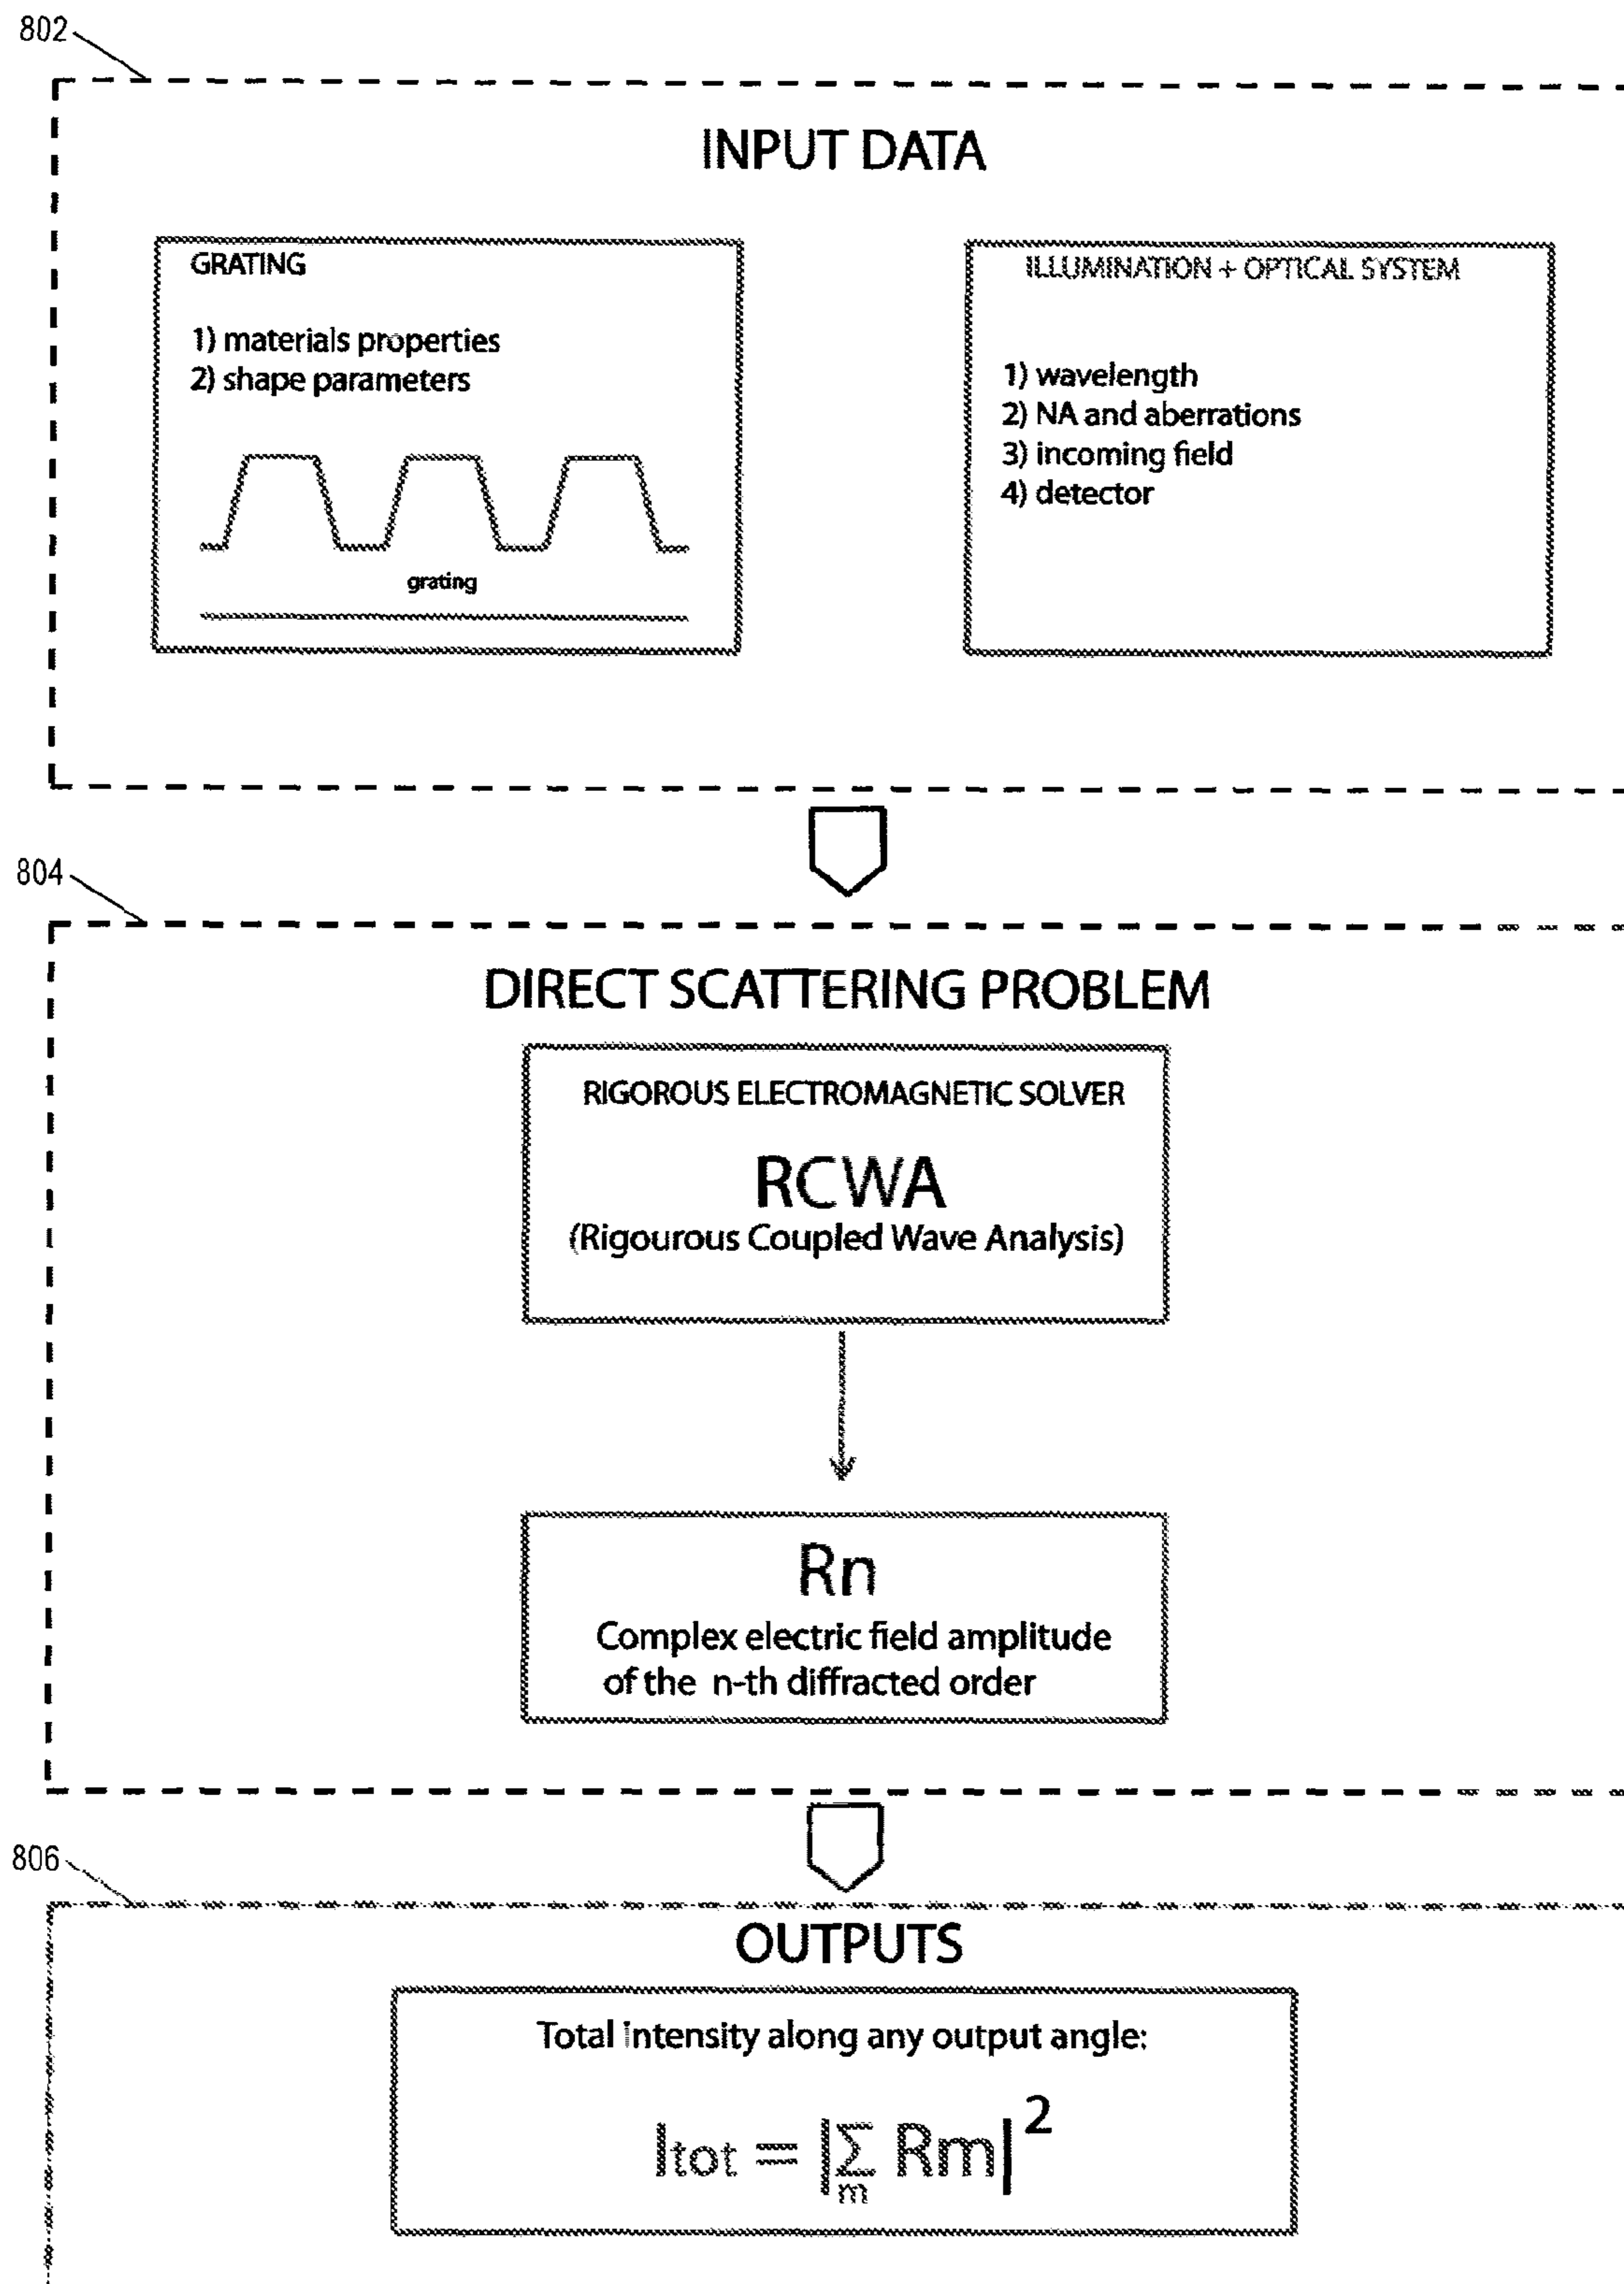 802
INPUT DATA
GRATING
1) materials properties
2) shape parameters
grating
ILLUMINATION + OPTICAL SYSTEM
1) wavelength
2) NA and aberrations
3) incoming field
4) detector
804
DIRECT SCATTERING PROBLEM
RIGOROUS ELECTROMAGNETIC SOLVER
RCWA
(Rigourous Coupled Wave Analysis)
Rn
Complex electric field amplitude
of the n-th diffracted order
806
OUTPUTS
Total intensity along any output angle:
Itot = |Σ Rm|²
m